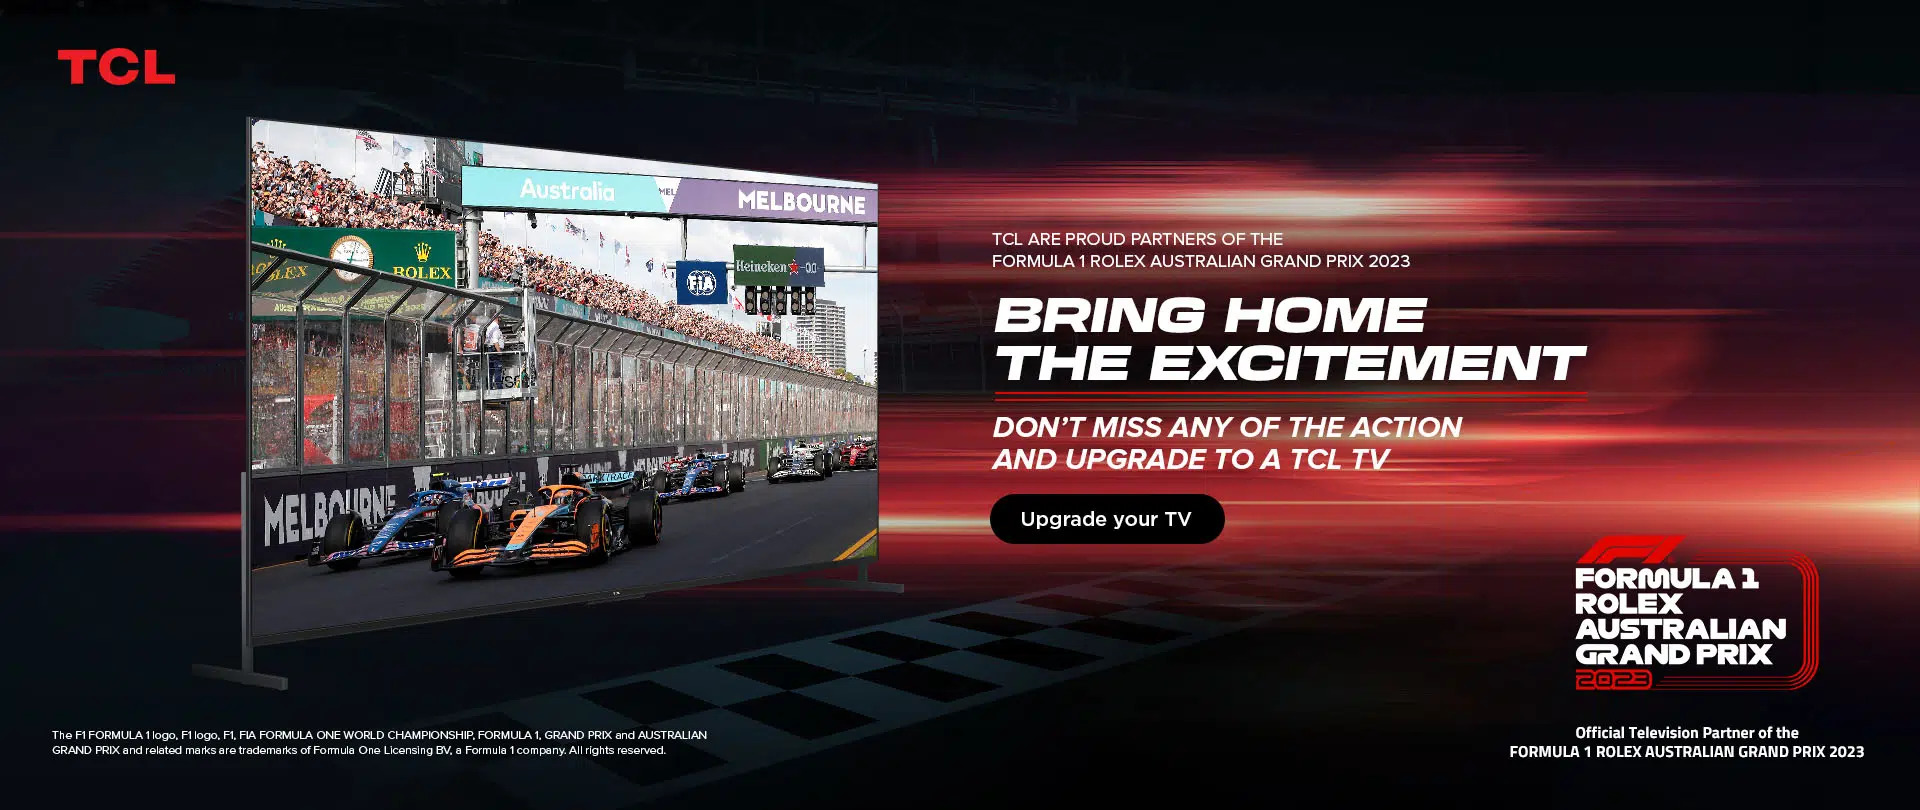 TCL
Australia
MEL
MELBOURNE
ROLEX
ROLEX
FIA
Heineken
MELBOURNE
TCL ARE PROUD PARTNERS OF THE
FORMULA 1 ROLEX AUSTRALIAN GRAND PRIX 2023
BRING HOME
THE EXCITEMENT
DON'T MISS ANY OF THE ACTION
AND UPGRADE TO A TCL TV
Upgrade your TV
F1
FORMULA 1
ROLEX
AUSTRALIAN
GRAND PRIX
2023
The F1 FORMULA 1 logo, F1 logo, F1, FIA FORMULA ONE WORLD CHAMPIONSHIP, FORMULA 1, GRAND PRIX and AUSTRALIAN
GRAND PRIX and related marks are trademarks of Formula One Licensing BV, a Formula 1 company. All rights reserved.
Official Television Partner of the
FORMULA 1 ROLEX AUSTRALIAN GRAND PRIX 2023